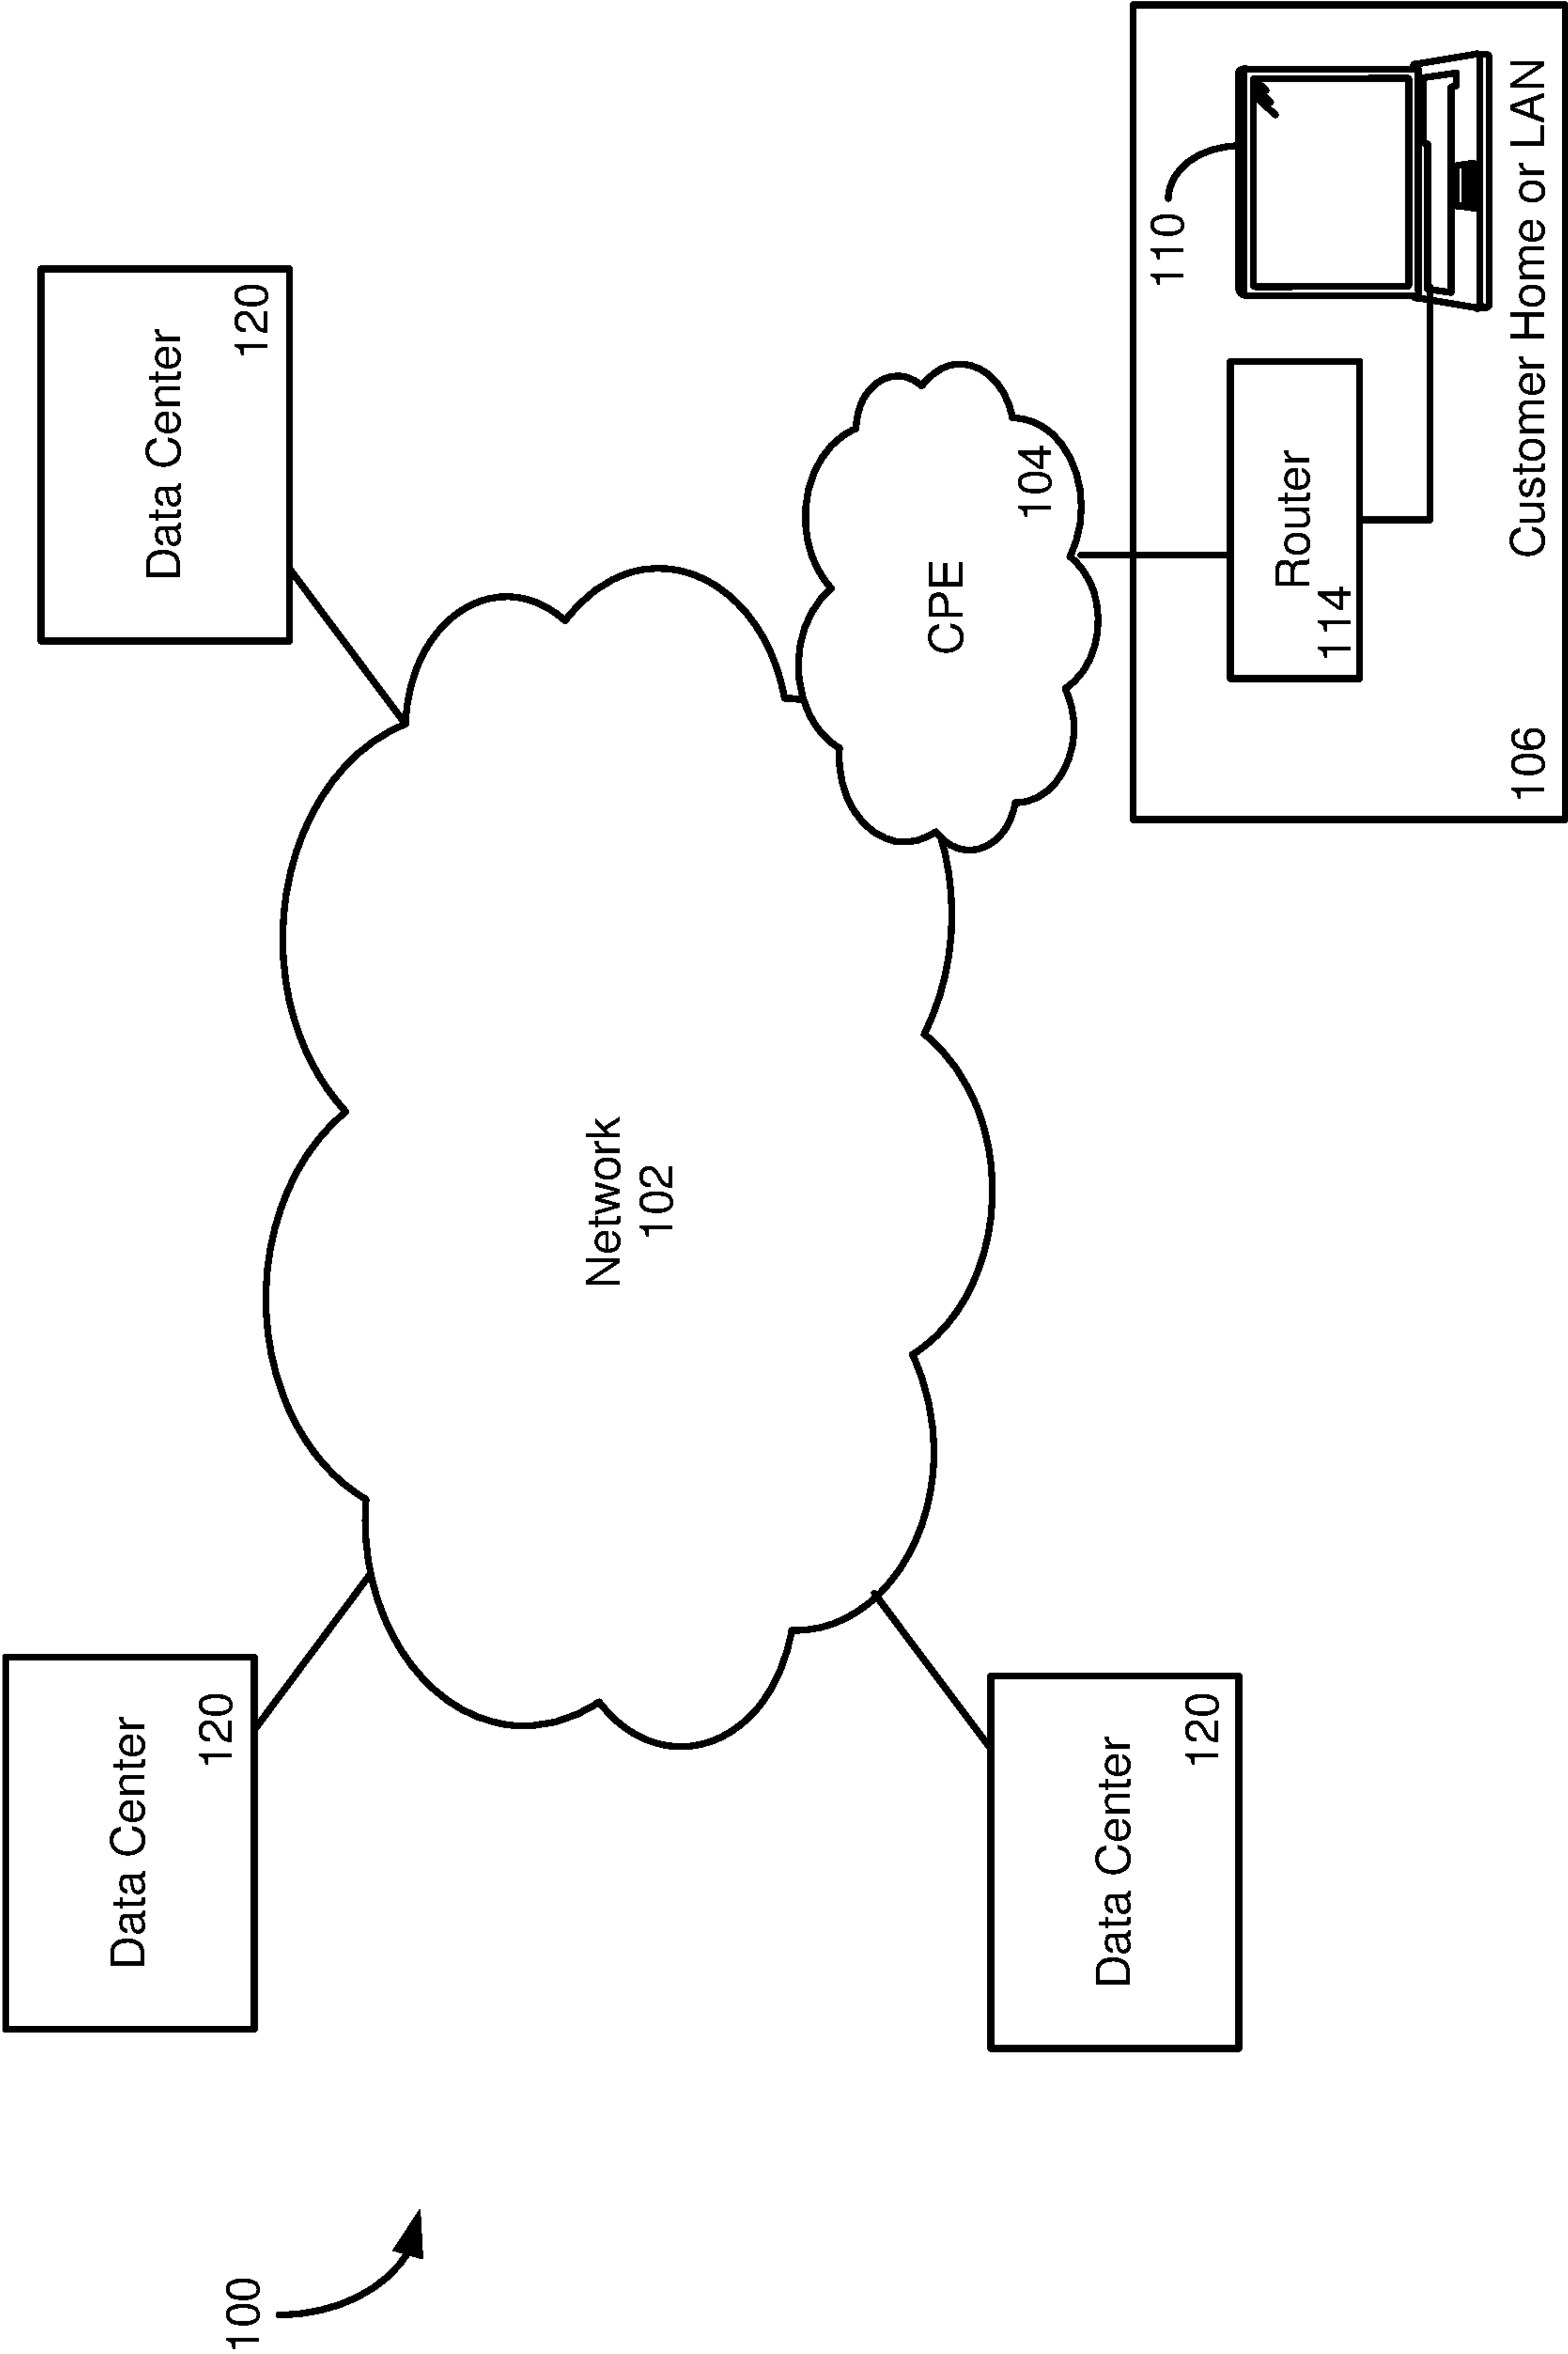 100
Data Center
120
Data Center
120
Network
102
Data Center
120
CPE
104
110
Router
114
106
Customer Home or LAN